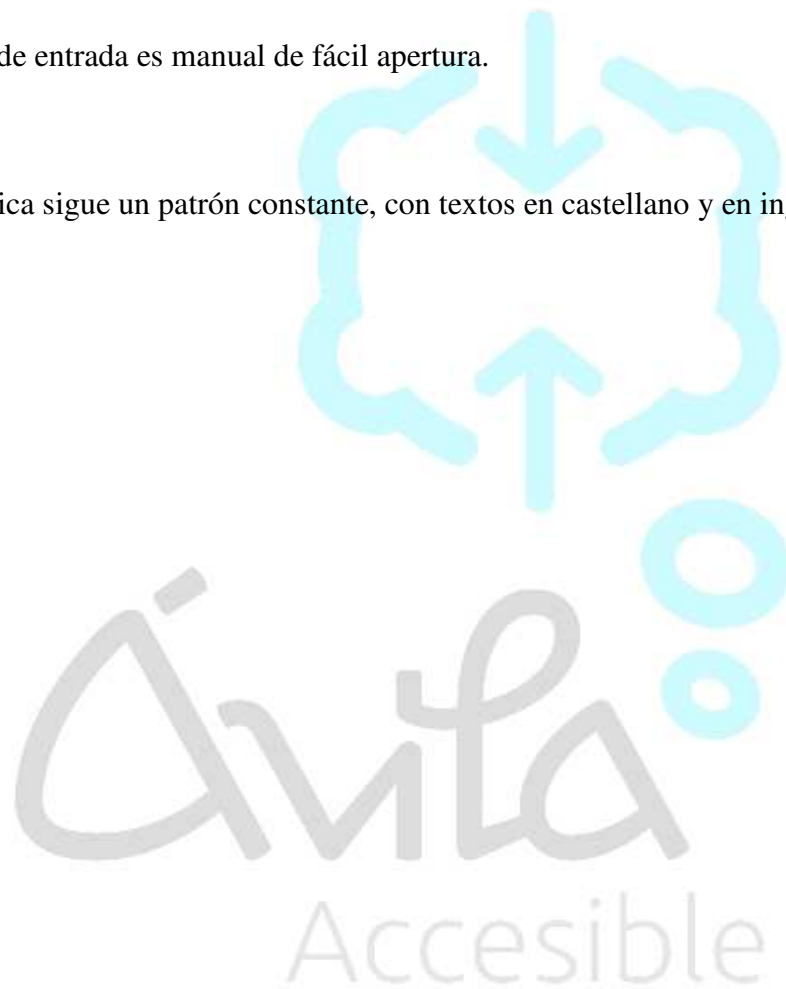 de entrada es manual de fácil apertura.
ica sigue un patrón constante, con textos en castellano y en in
Ávila
Accesible